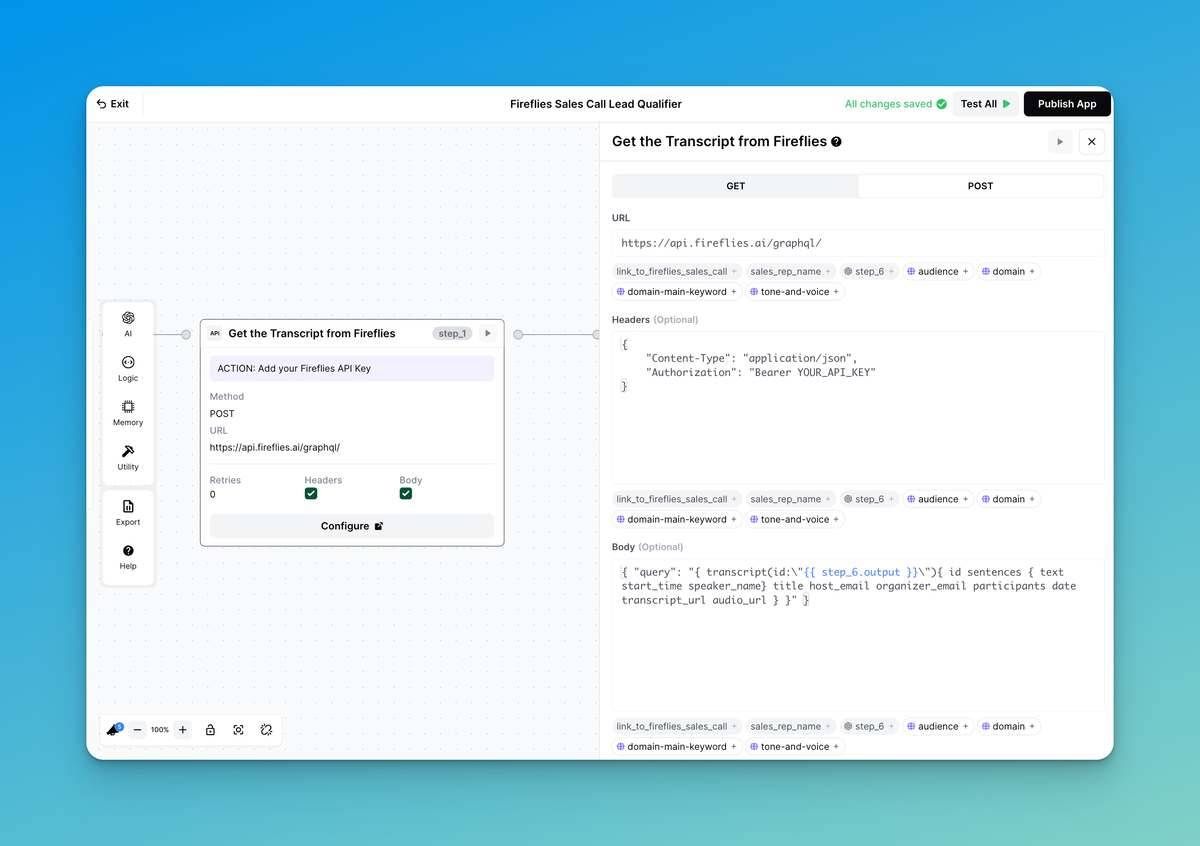 Exit
Fireflies Sales Call Lead Qualifier
All changes saved
Test All
Publish App
AI
Logic
Memory
Utility
Export
Help
API Get the Transcript from Fireflies step_1
ACTION: Add your Fireflies API Key
Method
POST
URL
https://api.fireflies.ai/graphql/
Retries Headers Body
0
Configure
6
100%
Get the Transcript from Fireflies ?
GET POST
URL
https://api.fireflies.ai/graphql/
link_to_fireflies_sales_call + sales_rep_name + step_6 + audience + domain +
domain-main-keyword + tone-and-voice +
Headers (Optional)
{
"Content-Type": "application/json",
"Authorization": "Bearer YOUR_API_KEY"
}
link_to_fireflies_sales_call + sales_rep_name + step_6 + audience + domain +
domain-main-keyword + tone-and-voice +
Body (Optional)
{ "query": "{ transcript(id:\"{{ step_6.output }}\"){ id sentences { text
start_time speaker_name} title host_email organizer_email participants date
transcript_url audio_url } }" }
link_to_fireflies_sales_call + sales_rep_name + step_6 + audience + domain +
domain-main-keyword + tone-and-voice +